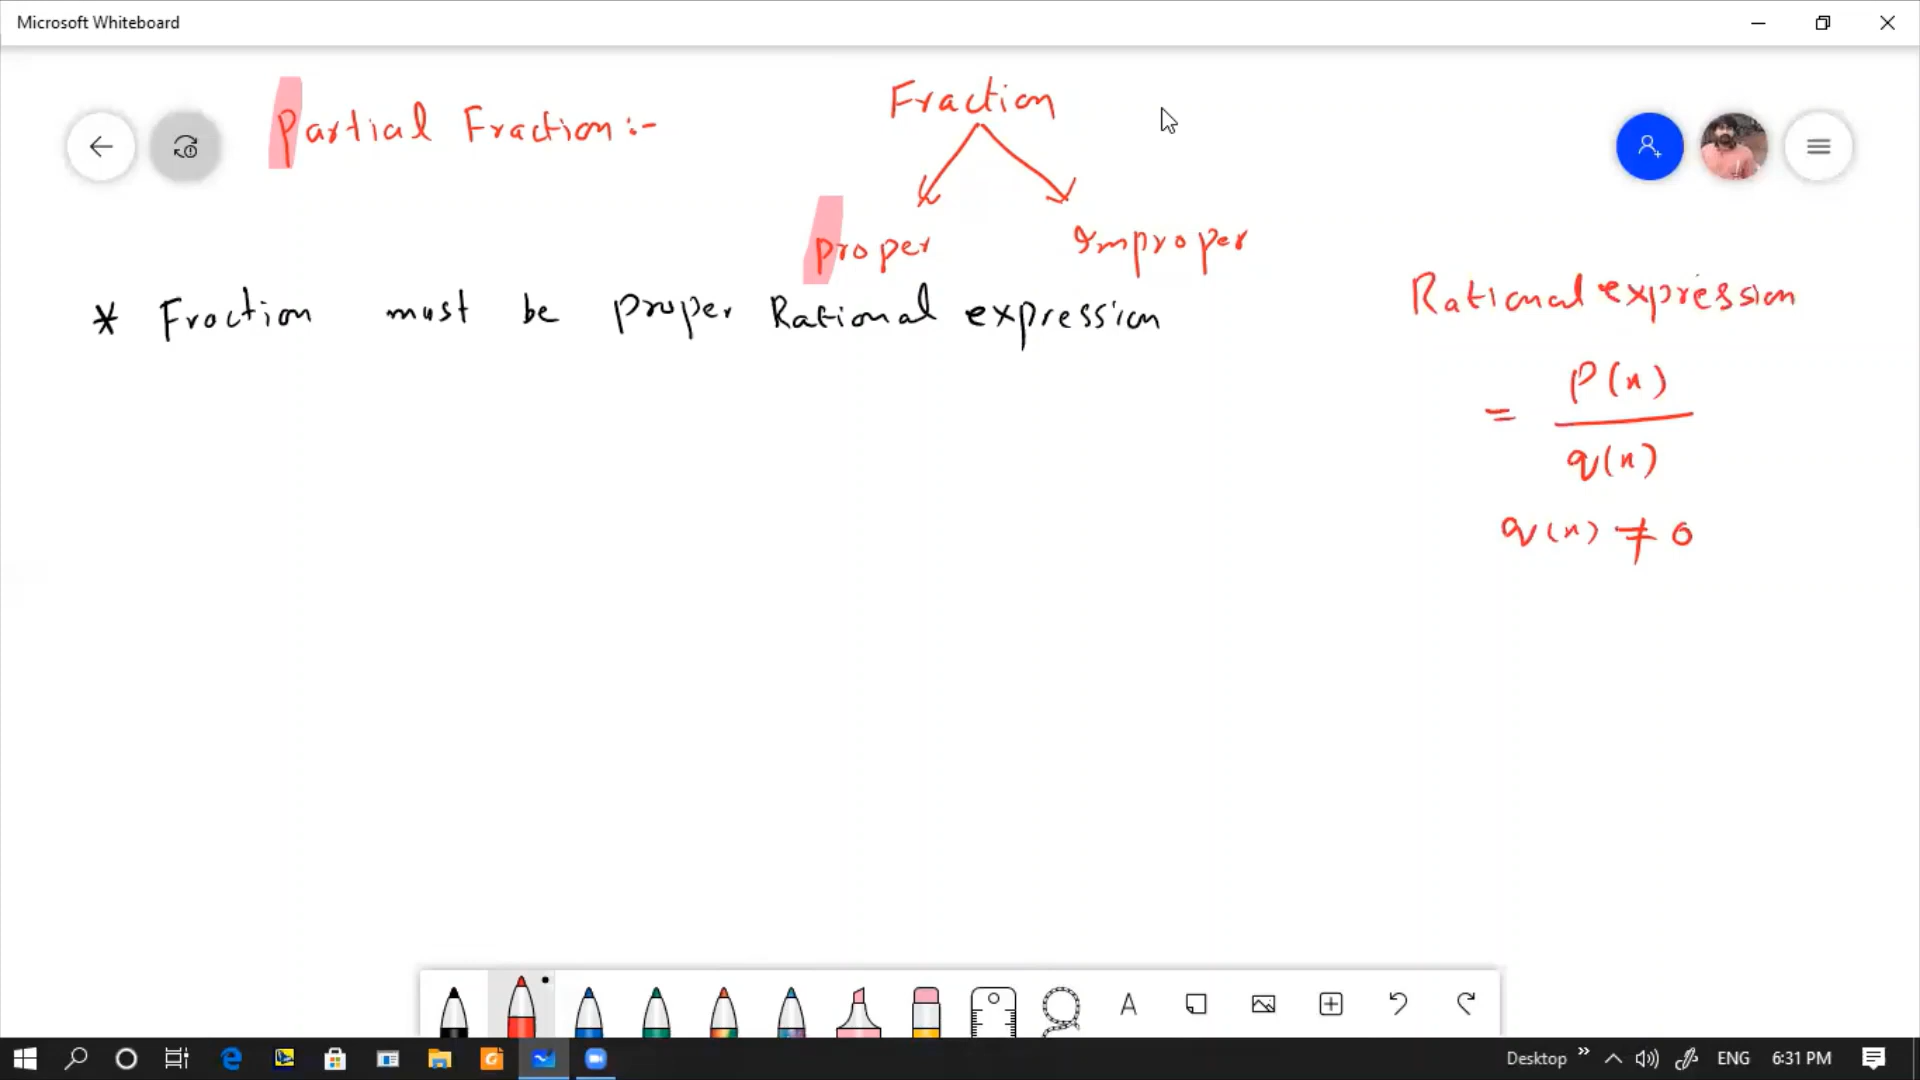 Microsoft Whiteboard
Partial Fraction :-
Fraction
proper
Improper
* Fraction must be proper Rational expression
Rational expression
= P(x)
q(x)
q(x) ≠ 0
A
Desktop » ENG 6:31 PM